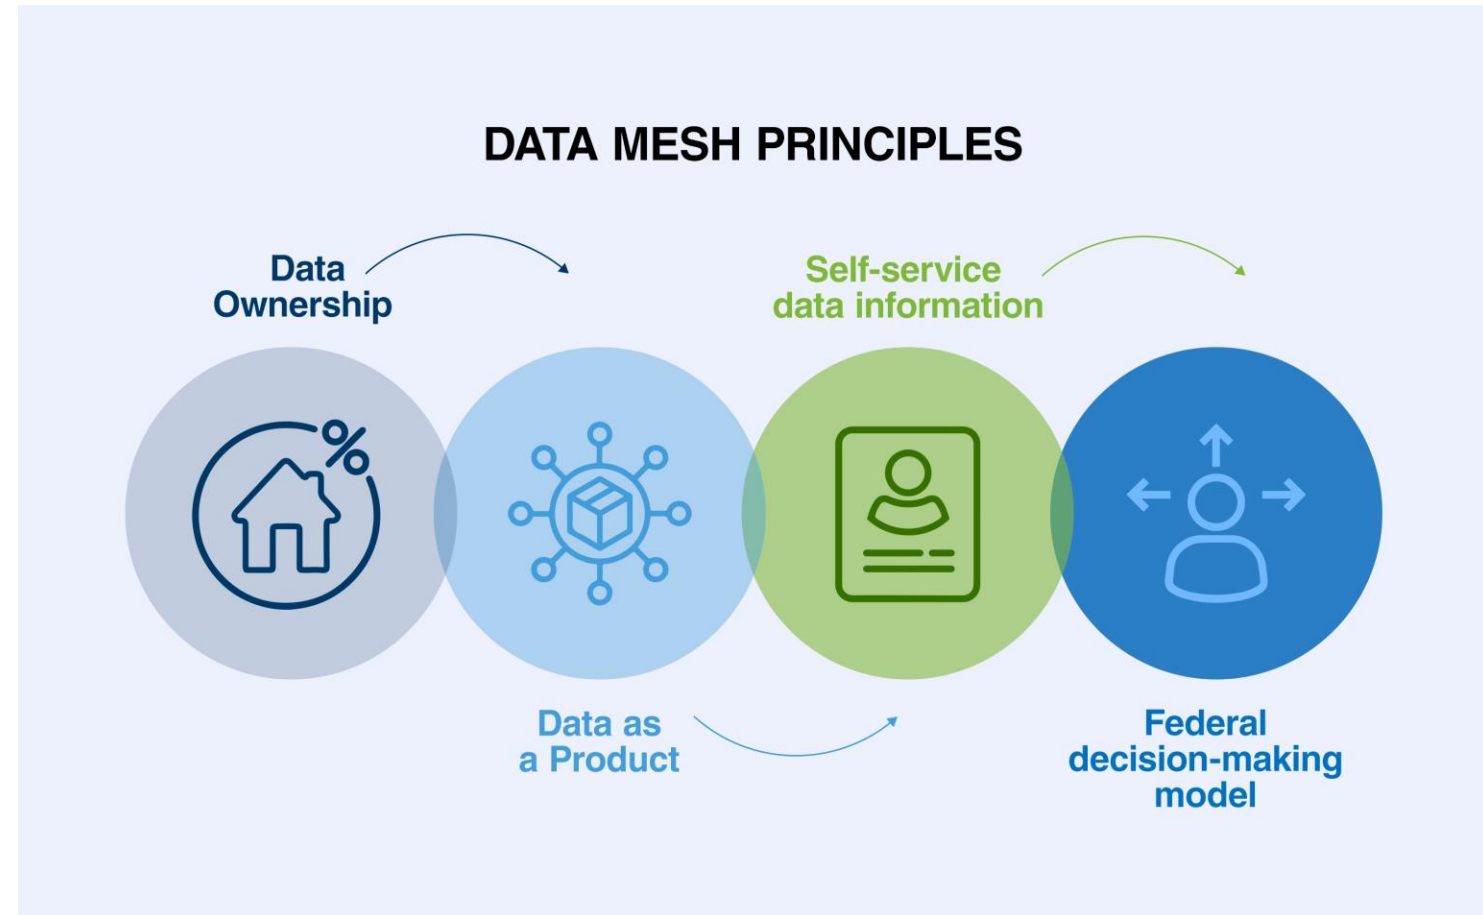 DATA MESH PRINCIPLES
Data
Ownership
Self-service
data information
Data as
a Product
Federal
decision-making
model